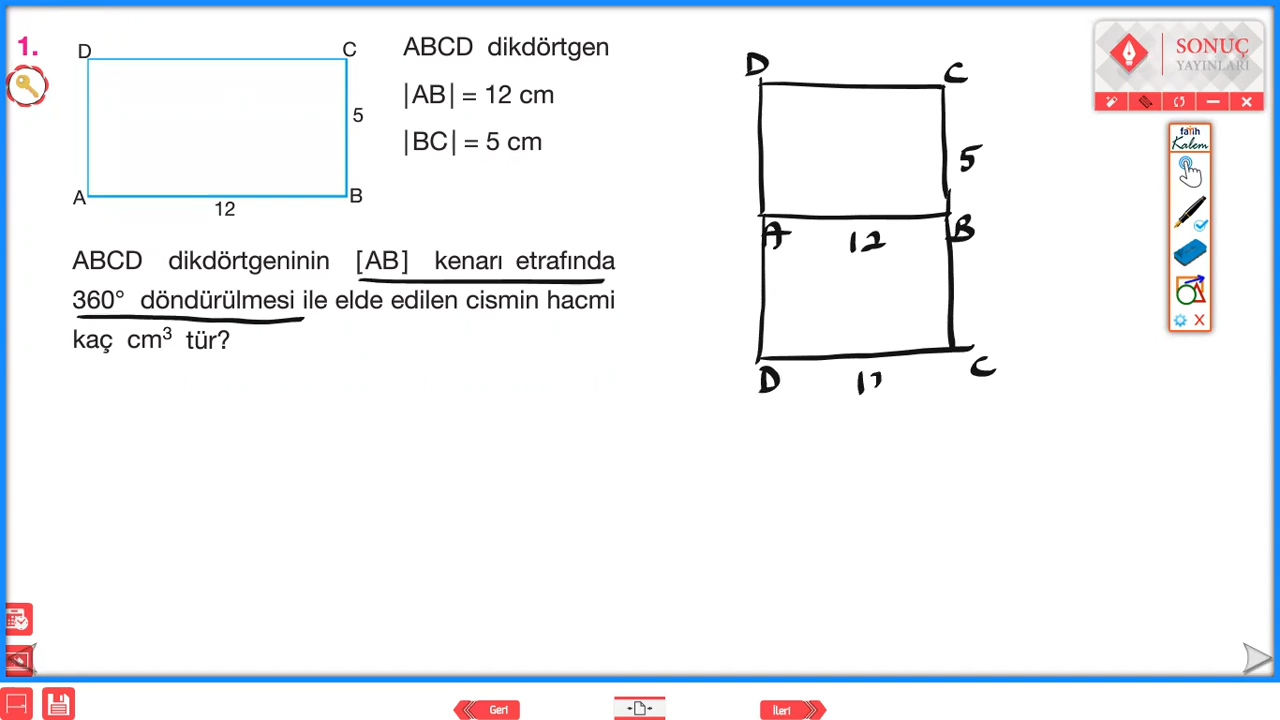 1.
D
C
5
A
B
12
ABCD dikdörtgen
|AB| = 12 cm
|BC| = 5 cm
ABCD dikdörtgeninin [AB] kenarı etrafında
360° döndürülmesi ile elde edilen cismin hacmi
kaç cm³ tür?
D
C
5
A
12
B
D
C
SONUÇ
YAYINLARI
fatih
Kalem
Geri
İleri